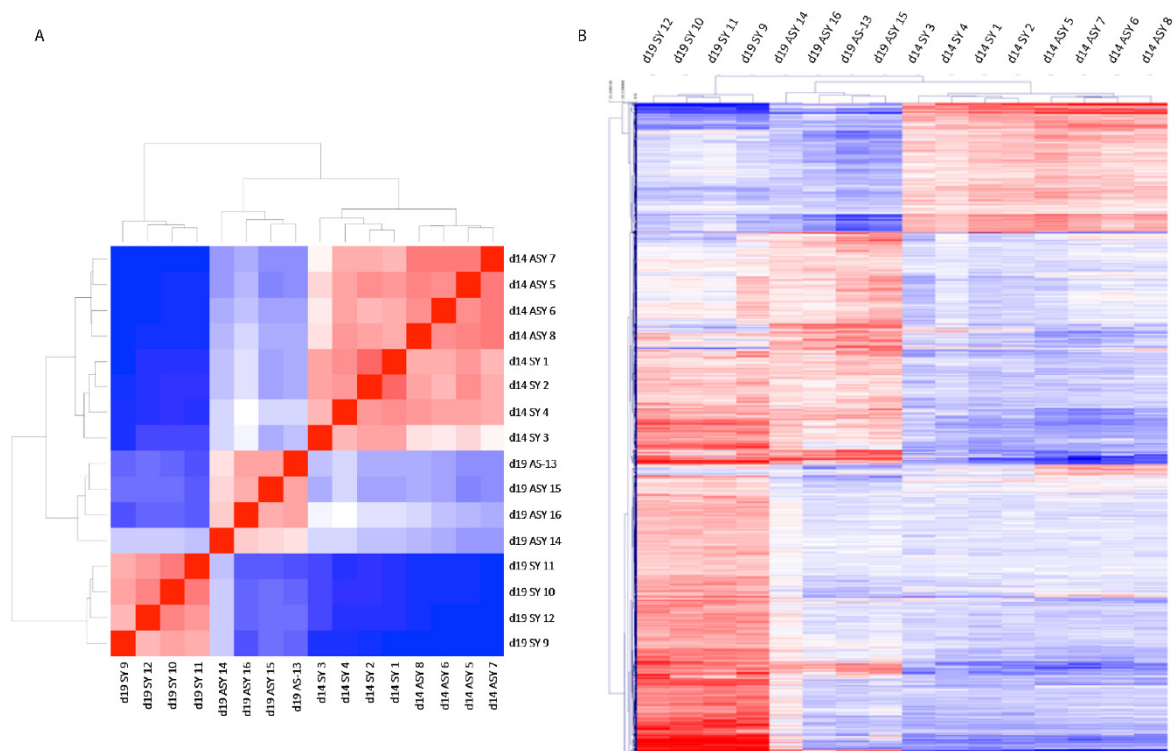 A
d14 ASY 7
d14 ASY 5
d14 ASY 6
d14 ASY 8
d14 SY 1
d14 SY 2
d14 SY 4
d14 SY 3
d19 AS-13
d19 ASY 15
d19 ASY 16
d19 ASY 14
d19 SY 11
d19 SY 10
d19 SY 12
d19 SY 9
d19 SY 9
d19 SY 12
d19 SY 10
d19 SY 11
d19 ASY 14
d19 ASY 16
d19 ASY 15
d19 AS-13
d14 SY 3
d14 SY 4
d14 SY 2
d14 SY 1
d14 ASY 8
d14 ASY 6
d14 ASY 5
d14 ASY 7
B
d19 SY 12
d19 SY 10
d19 SY 11
d19 SY 9
d19 ASY 14
d19 ASY 16
d19 AS-13
d19 ASY 15
d14 SY 3
d14 SY 4
d14 SY 1
d14 SY 2
d14 ASY 5
d14 ASY 7
d14 ASY 6
d14 ASY 8